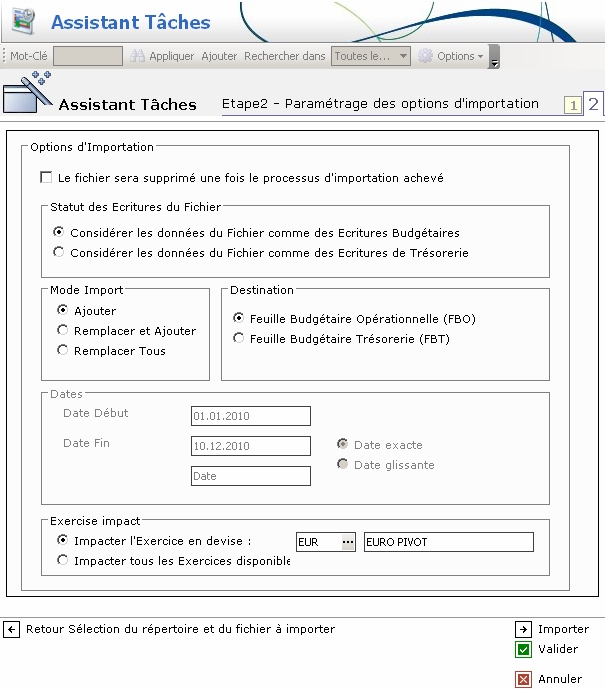 Assistant Tâches
Mot-Clé Appliquer Ajouter Rechercher dans Toutes le... Options
Assistant Tâches Etape2 - Paramétrage des options d'importation 1 2
Options d'Importation
Le fichier sera supprimé une fois le processus d'importation achevé
Statut des Ecritures du Fichier
Considérer les données du Fichier comme des Ecritures Budgétaires
Considérer les données du Fichier comme des Ecritures de Trésorerie
Mode Import
Ajouter
Remplacer et Ajouter
Remplacer Tous
Destination
Feuille Budgétaire Opérationnelle (FBO)
Feuille Budgétaire Trésorerie (FBT)
Dates
Date Début 01.01.2010
Date Fin 10.12.2010 Date exacte
Date glissante
Date
Exercise impact
Impacter l'Exercice en devise : EUR ... EURO PIVOT
Impacter tous les Exercices disponible
Retour Sélection du répertoire et du fichier à importer
Importer
Valider
Annuler